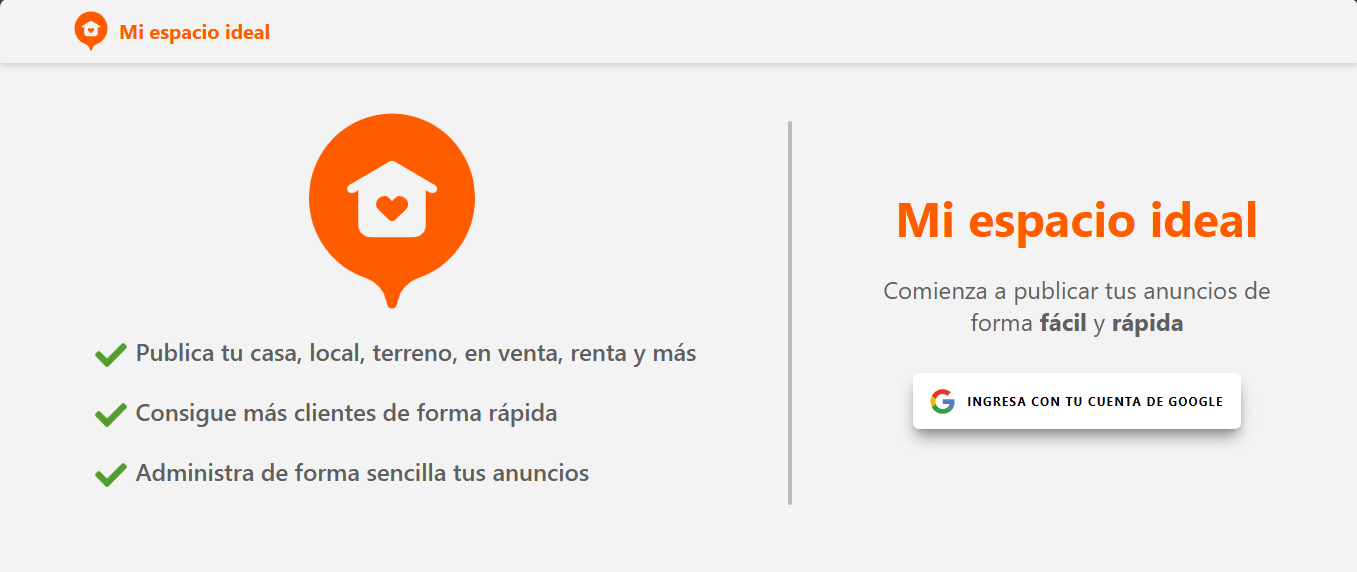 Mi espacio ideal
Publica tu casa, local, terreno, en venta, renta y más
Consigue más clientes de forma rápida
Administra de forma sencilla tus anuncios
Mi espacio ideal
Comienza a publicar tus anuncios de
forma fácil y rápida
INGRESA CON TU CUENTA DE GOOGLE